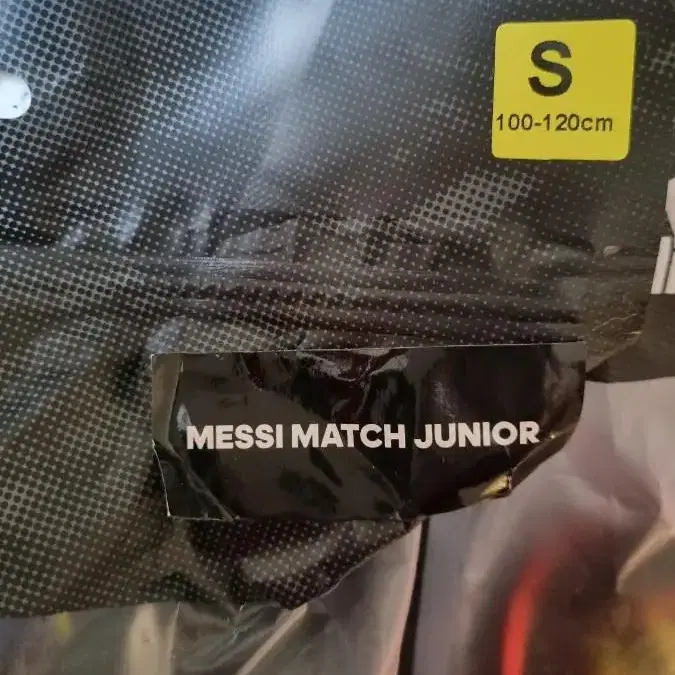 S
100-120cm
MESSI MATCH JUNIOR